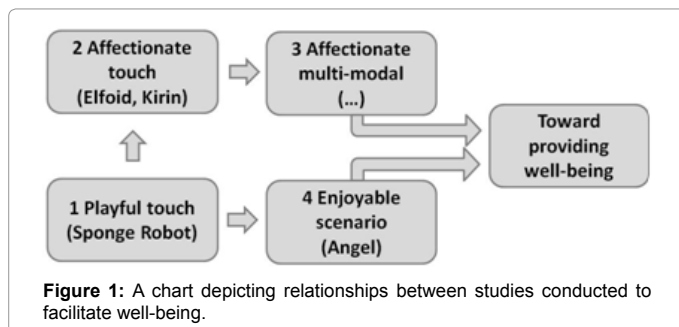 2 Affectionate
touch
(Elfoid, Kirin)
3 Affectionate
multi-modal
(...)
Toward
providing
well-being
1 Playful touch
(Sponge Robot)
4 Enjoyable
scenario
(Angel)
Figure 1: A chart depicting relationships between studies conducted to
facilitate well-being.